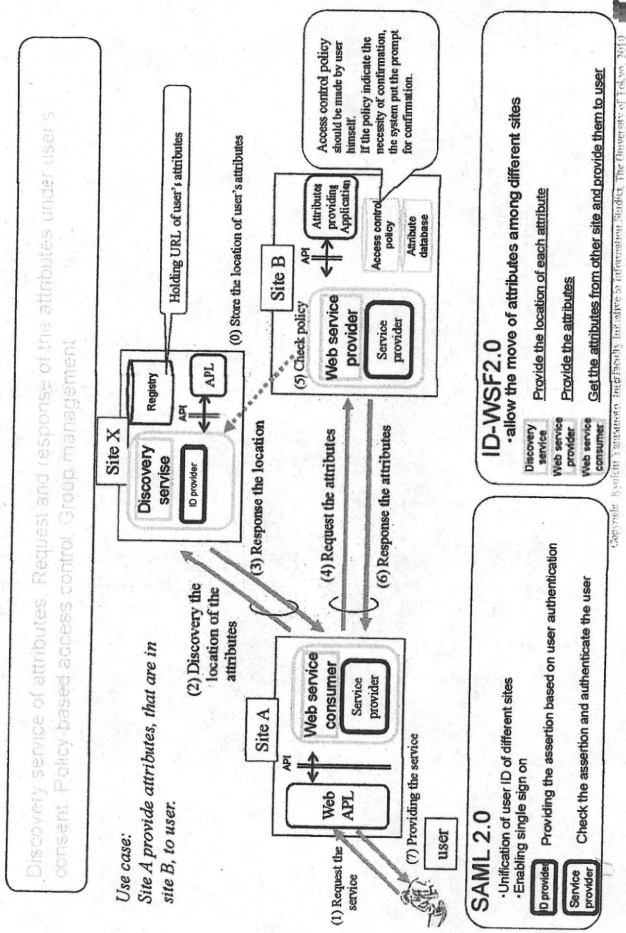 Discovery service of attributes, Request and response of the attributes under user's
consent, Policy-based access control, Group management
Use case:
Site A provide attributes, that are in
site B, to user.
Site X
Discovery
servise
ID provider
API
Registry
APL
Holding URL of user's attributes
(0) Store the location of user's attributes
(2) Discovery the
location of the
attributes
(3) Response the location
Site A
Web
APL
API
Web service
consumer
Service
provider
(1) Request the
service
(7) Providing the service
user
(4) Request the attributes
(6) Response the attributes
Site B
(5) Check policy
Web service
provider
Service
provider
API
Attributes
providing
Application
Access control
policy
Attribute
database
Access control policy
should be made by user
himself.
If the policy indicate the
necessity of confirmation,
the system put the prompt
for confirmation.
SAML 2.0
·Unification of user ID of different sites
·Enabling single sign on
ID provider
Providing the assertion based on user authentication
Service
provider
Check the assertion and authenticate the user
ID-WSF2.0
·allow the move of attributes among different sites
Discovery
service
Provide the location of each attribute
Web service
provider
Provide the attributes
Web service
consumer
Get the attributes from other site and provide them to user
Interfaculty Initiative in Information Studies, The University of Tokyo, 2010